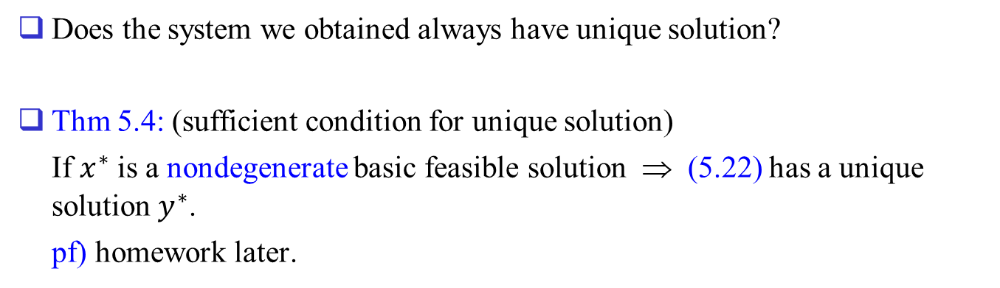 ❑ Does the system we obtained always have unique solution?
❑ Thm 5.4: (sufficient condition for unique solution)
If x* is a nondegenerate basic feasible solution ⇒ (5.22) has a unique
solution y*.
pf) homework later.